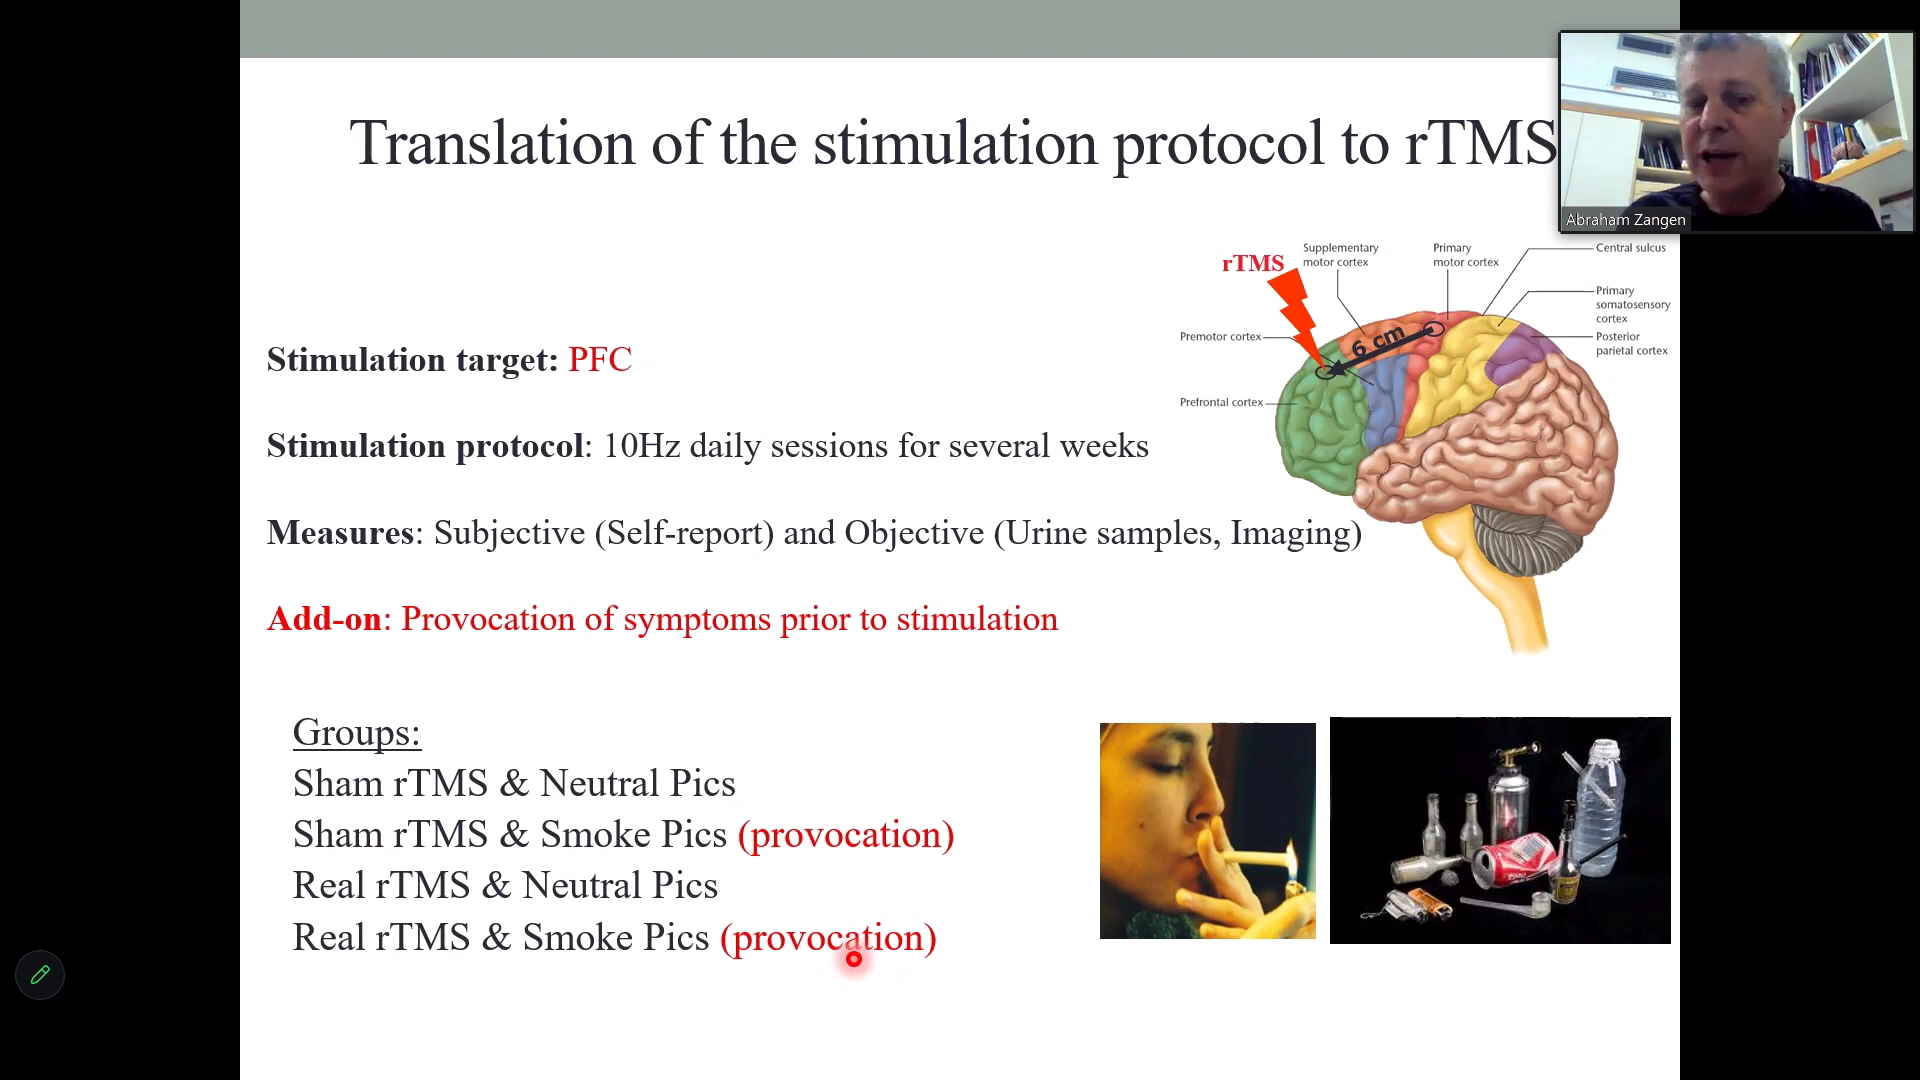 Translation of the stimulation protocol to rTMS
Abraham Zangen
rTMS
Supplementary
motor cortex
Primary
motor cortex
Central sulcus
Primary
somatosensory
cortex
Posterior
parietal cortex
Premotor cortex
6 cm
Prefrontal cortex
Stimulation target: PFC
Stimulation protocol: 10Hz daily sessions for several weeks
Measures: Subjective (Self-report) and Objective (Urine samples, Imaging)
Add-on: Provocation of symptoms prior to stimulation
Groups:
Sham rTMS & Neutral Pics
Sham rTMS & Smoke Pics (provocation)
Real rTMS & Neutral Pics
Real rTMS & Smoke Pics (provocation)